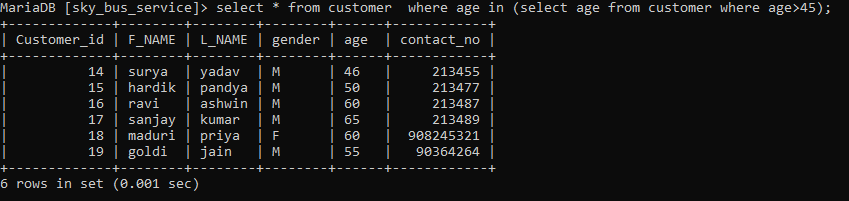 MariaDB [sky_bus_service]> select * from customer  where age in (select age from customer where age>45);
+-------------+--------+--------+--------+------+------------+
| Customer_id | F_NAME | L_NAME | gender | age  | contact_no |
+-------------+--------+--------+--------+------+------------+
|          14 | surya  | yadav  | M      | 46   |     213455 |
|          15 | hardik | pandya | M      | 50   |     213477 |
|          16 | ravi   | ashwin | M      | 60   |     213487 |
|          17 | sanjay | kumar  | M      | 65   |     213489 |
|          18 | maduri | priya  | F      | 60   |  908245321 |
|          19 | goldi  | jain   | M      | 55   |   90364264 |
+-------------+--------+--------+--------+------+------------+
6 rows in set (0.001 sec)